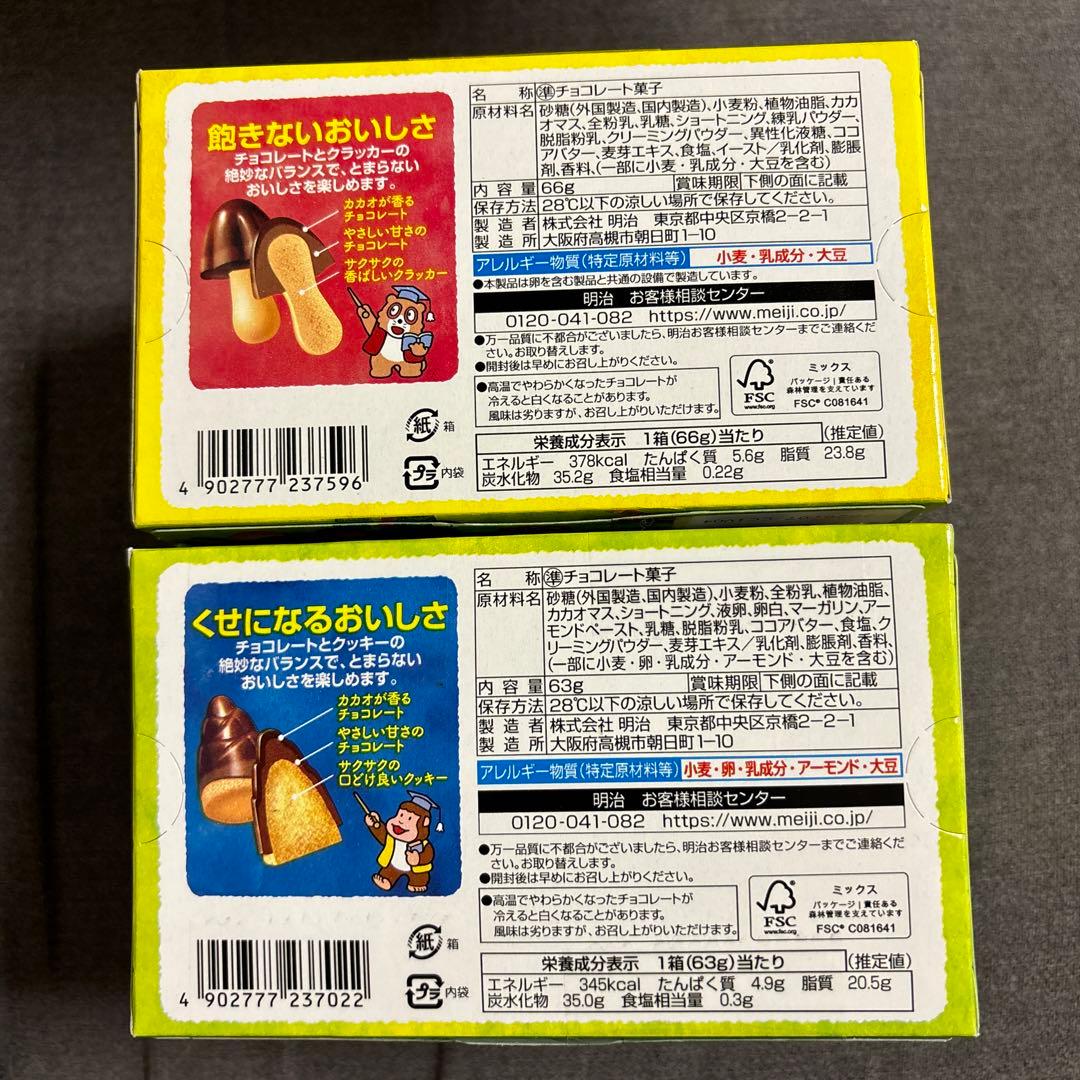 飽きないおいしさ
チョコレートとクラッカーの
絶妙なバランスで、とまらない
おいしさを楽しめます。
カカオが香る
チョコレート
やさしい甘さの
チョコレート
サクサクの
香ばしいクラッカー
4 902777 237596
紙 箱
プラ 内袋
名 称 準チョコレート菓子
原材料名 砂糖(外国製造、国内製造)、小麦粉、植物油脂、カカ
オマス、全粉乳、乳糖、ショートニング、練乳パウダー、
脱脂粉乳、クリーミングパウダー、異性化液糖、ココ
アバター、麦芽エキス、食塩、イースト/乳化剤、膨脹
剤、香料、(一部に小麦・乳成分・大豆を含む)
内容量 66g 賞味期限 下側の面に記載
保存方法 28℃以下の涼しい場所で保存してください。
製造者 株式会社 明治 東京都中央区京橋2-2-1
製造所 大阪府高槻市朝日町1-10
アレルギー物質(特定原材料等) 小麦・乳成分・大豆
●本製品は卵を含む製品と共通の設備で製造しています。
明治 お客様相談センター
0120-041-082 https://www.meiji.co.jp/
●万一品質に不都合がございましたら、明治お客様相談センターまでご連絡くだ
さい。お取り替えします。
●開封後は早めにお召し上がりください。
●高温でやわらかくなったチョコレートが
冷えると白くなることがあります。
風味は劣りますが、お召し上がりいただけます。
FSC
www.fsc.org
ミックス
パッケージ|責任ある
森林管理を支えています
FSC® C081641
栄養成分表示 1箱(66g)当たり (推定値)
エネルギー 378kcal たんぱく質 5.6g 脂質 23.8g
炭水化物 35.2g 食塩相当量 0.22g
くせになるおいしさ
チョコレートとクッキーの
絶妙なバランスで、とまらない
おいしさを楽しめます。
カカオが香る
チョコレート
やさしい甘さの
チョコレート
サクサクの
口どけ良いクッキー
4 902777 237022
紙 箱
プラ 内袋
名 称 準チョコレート菓子
原材料名 砂糖(外国製造、国内製造)、小麦粉、全粉乳、植物油脂、
カカオマス、ショートニング、液卵、卵白、マーガリン、アー
モンドペースト、乳糖、脱脂粉乳、ココアバター、食塩、ク
リーミングパウダー、麦芽エキス/乳化剤、膨脹剤、香料、
(一部に小麦・卵・乳成分・アーモンド・大豆を含む)
内容量 63g 賞味期限 下側の面に記載
保存方法 28℃以下の涼しい場所で保存してください。
製造者 株式会社 明治 東京都中央区京橋2-2-1
製造所 大阪府高槻市朝日町1-10
アレルギー物質(特定原材料等) 小麦・卵・乳成分・アーモンド・大豆
明治 お客様相談センター
0120-041-082 https://www.meiji.co.jp/
●万一品質に不都合がございましたら、明治お客様相談センターまでご連絡くだ
さい。お取り替えします。
●開封後は早めにお召し上がりください。
●高温でやわらかくなったチョコレートが
冷えると白くなることがあります。
風味は劣りますが、お召し上がりいただけます。
FSC
www.fsc.org
ミックス
パッケージ|責任ある
森林管理を支えています
FSC® C081641
栄養成分表示 1箱(63g)当たり (推定値)
エネルギー 345kcal たんぱく質 4.9g 脂質 20.5g
炭水化物 35.0g 食塩相当量 0.3g